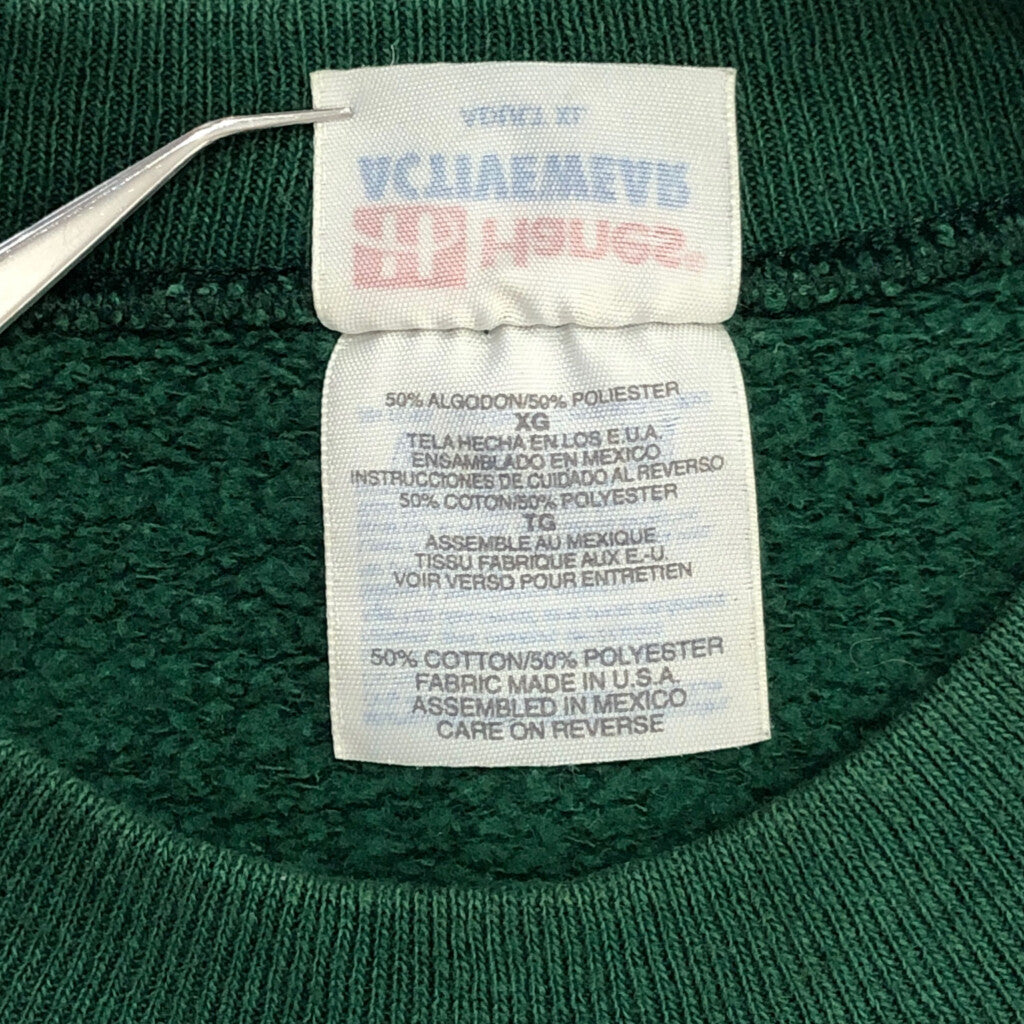 ADULT XL
ACTIVEWEAR
Hanes®
50% ALGODON/50% POLIESTER
XG
TELA HECHA EN LOS E.U.A.
ENSAMBLADO EN MEXICO
INSTRUCCIONES DE CUIDADO AL REVERSO
50% COTON/50% POLYESTER
TG
ASSEMBLE AU MEXIQUE
TISSU FABRIQUE AUX E.-U.
VOIR VERSO POUR ENTRETIEN
50% COTTON/50% POLYESTER
FABRIC MADE IN U.S.A.
ASSEMBLED IN MEXICO
CARE ON REVERSE